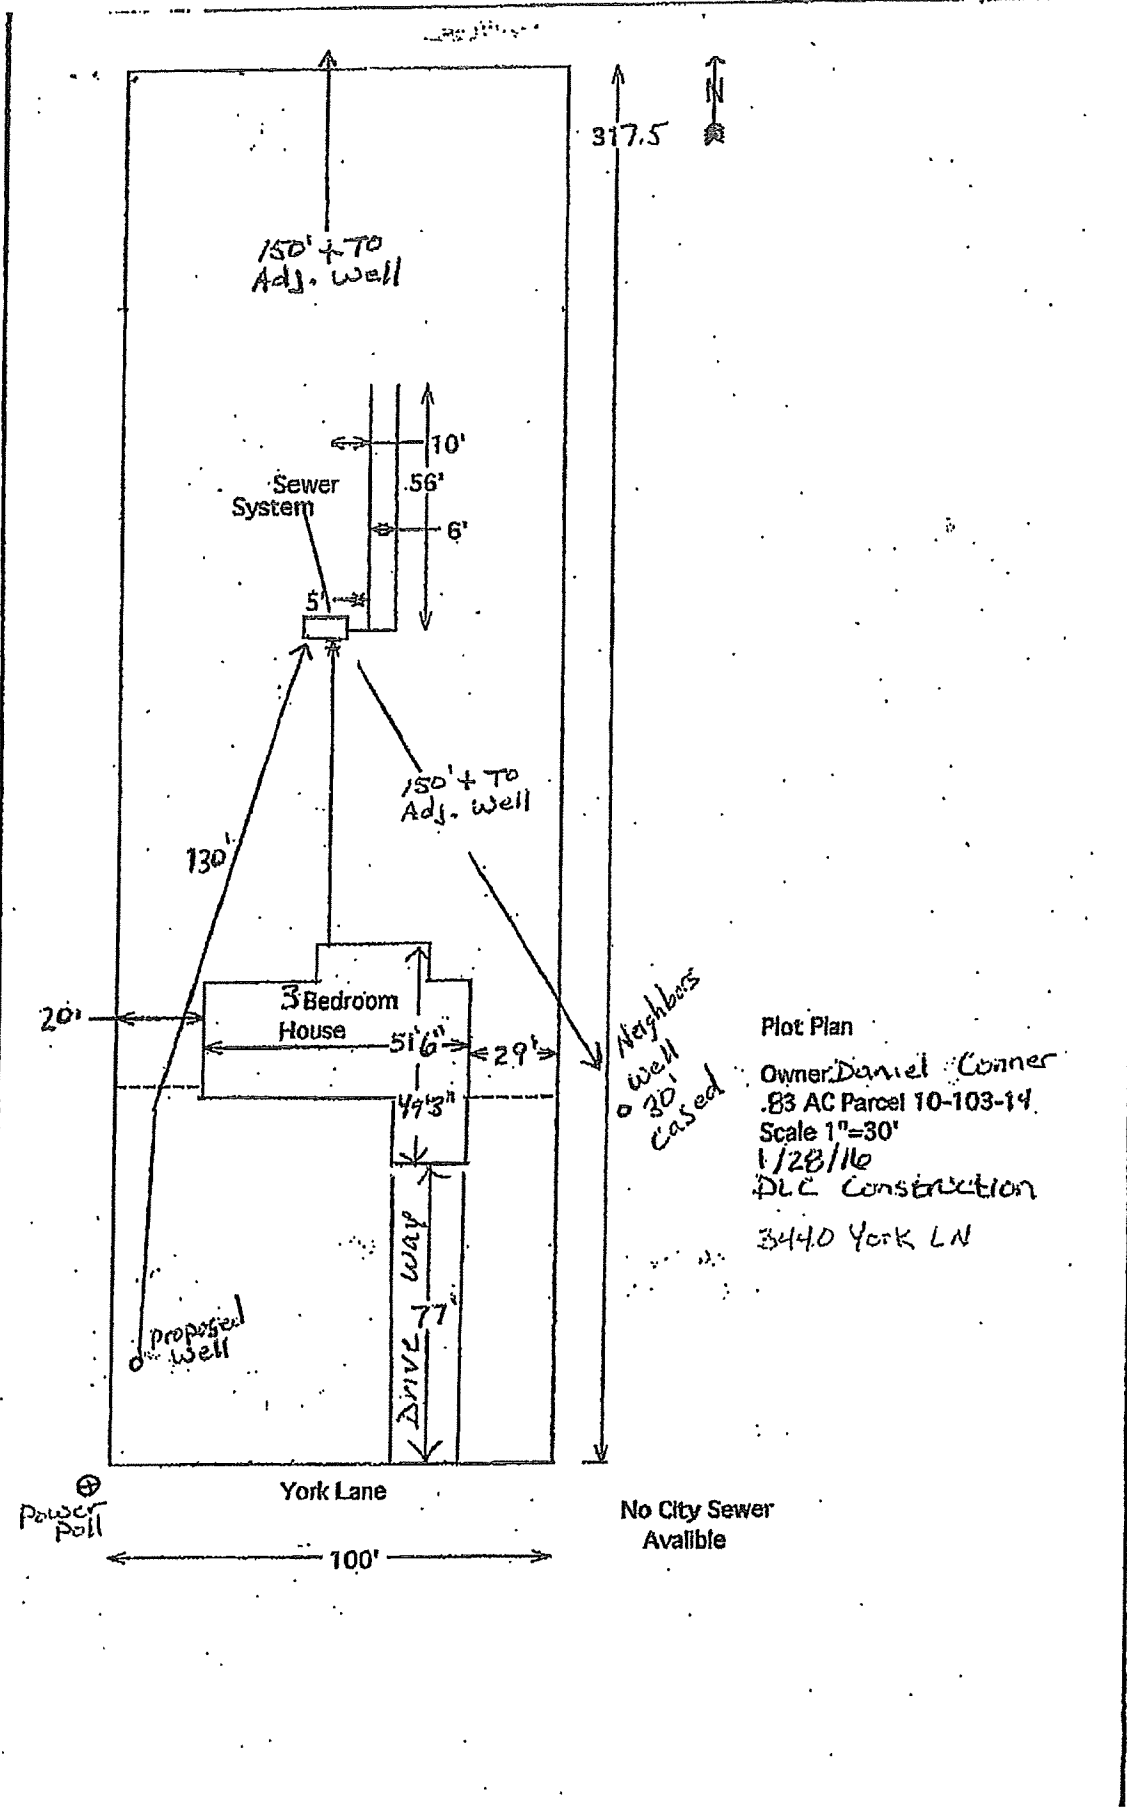 N
317.5
150' + TO
Adj. Well
10'
Sewer
System
56'
6'
5'
150' + TO
Adj. Well
130'
20'
3 Bedroom
House
51'6"
29'
47'3"
Neighbors
Well
30'
Cased
Plot Plan
Owner Daniel Conner
.83 AC Parcel 10-103-14
Scale 1"=30'
1/28/16
DLC Construction
3440 York LN
Drive Way
77'
proposed
well
power
poll
York Lane
No City Sewer
Avalible
100'